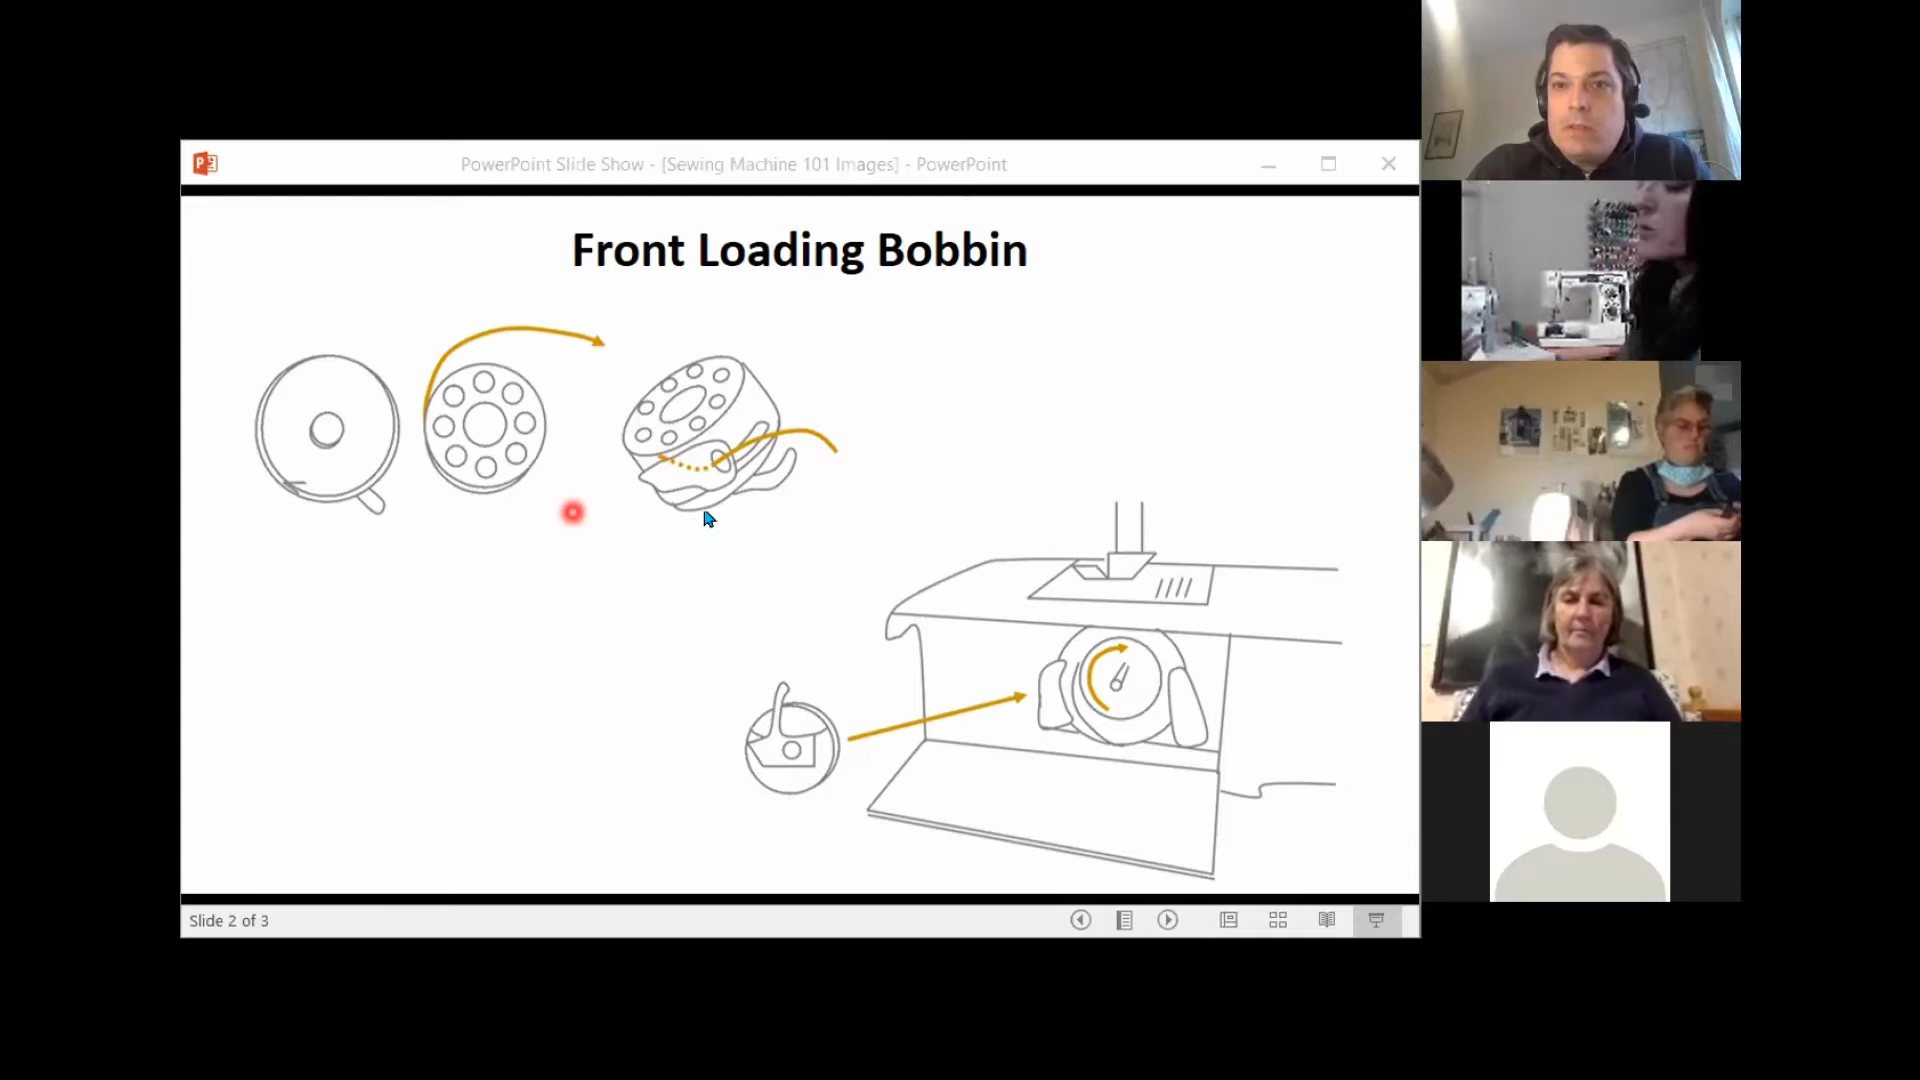 PowerPoint Slide Show - [Sewing Machine 101 Images] - PowerPoint
Front Loading Bobbin
Slide 2 of 3